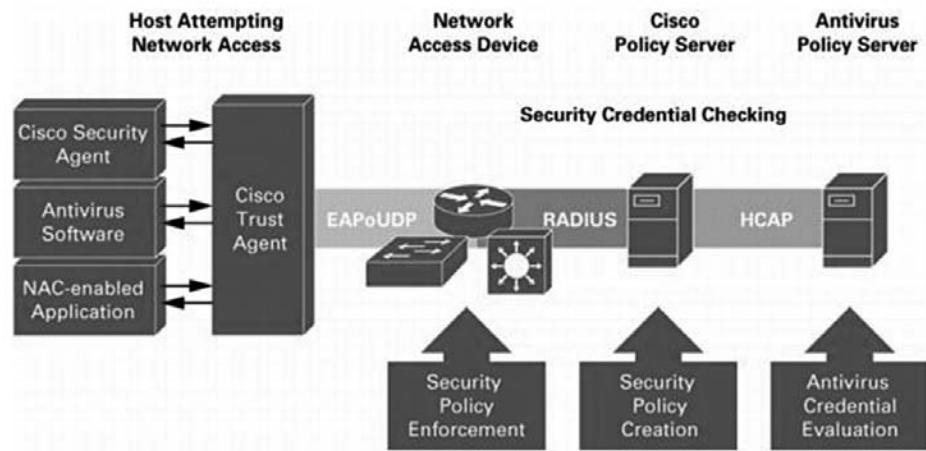 Host Attempting
Network Access
Network
Access Device
Cisco
Policy Server
Antivirus
Policy Server
Security Credential Checking
Cisco Security
Agent
Antivirus
Software
NAC-enabled
Application
Cisco
Trust
Agent
EAPoUDP
RADIUS
HCAP
Security
Policy
Enforcement
Security
Policy
Creation
Antivirus
Credential
Evaluation